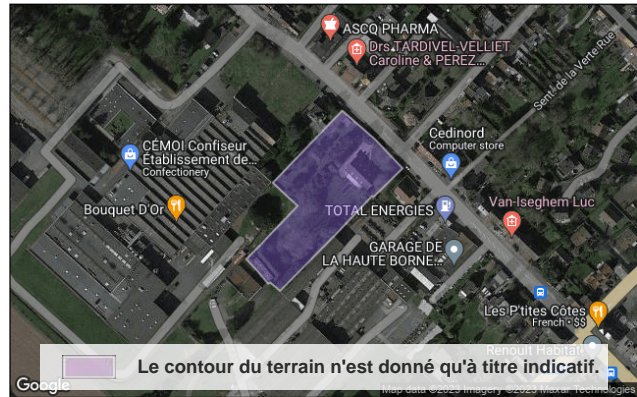 ASCQ PHARMA
Drs TARDIVEL-VELLIET
Caroline & PEREZ...
Sent. de la Verte Rue
CÉMOI Confiseur
Établissement de...
Confectionery
Cedinord
Computer store
Bouquet D'Or
TOTAL ENERGIES
Van-Iseghem Luc
GARAGE DE
LA HAUTE BORNE...
Les P'tites Côtes
French • $$
Renoult Habitat
Le contour du terrain n'est donné qu'à titre indicatif.
Google
Map data ©2023 Imagery ©2023 Maxar Technologies